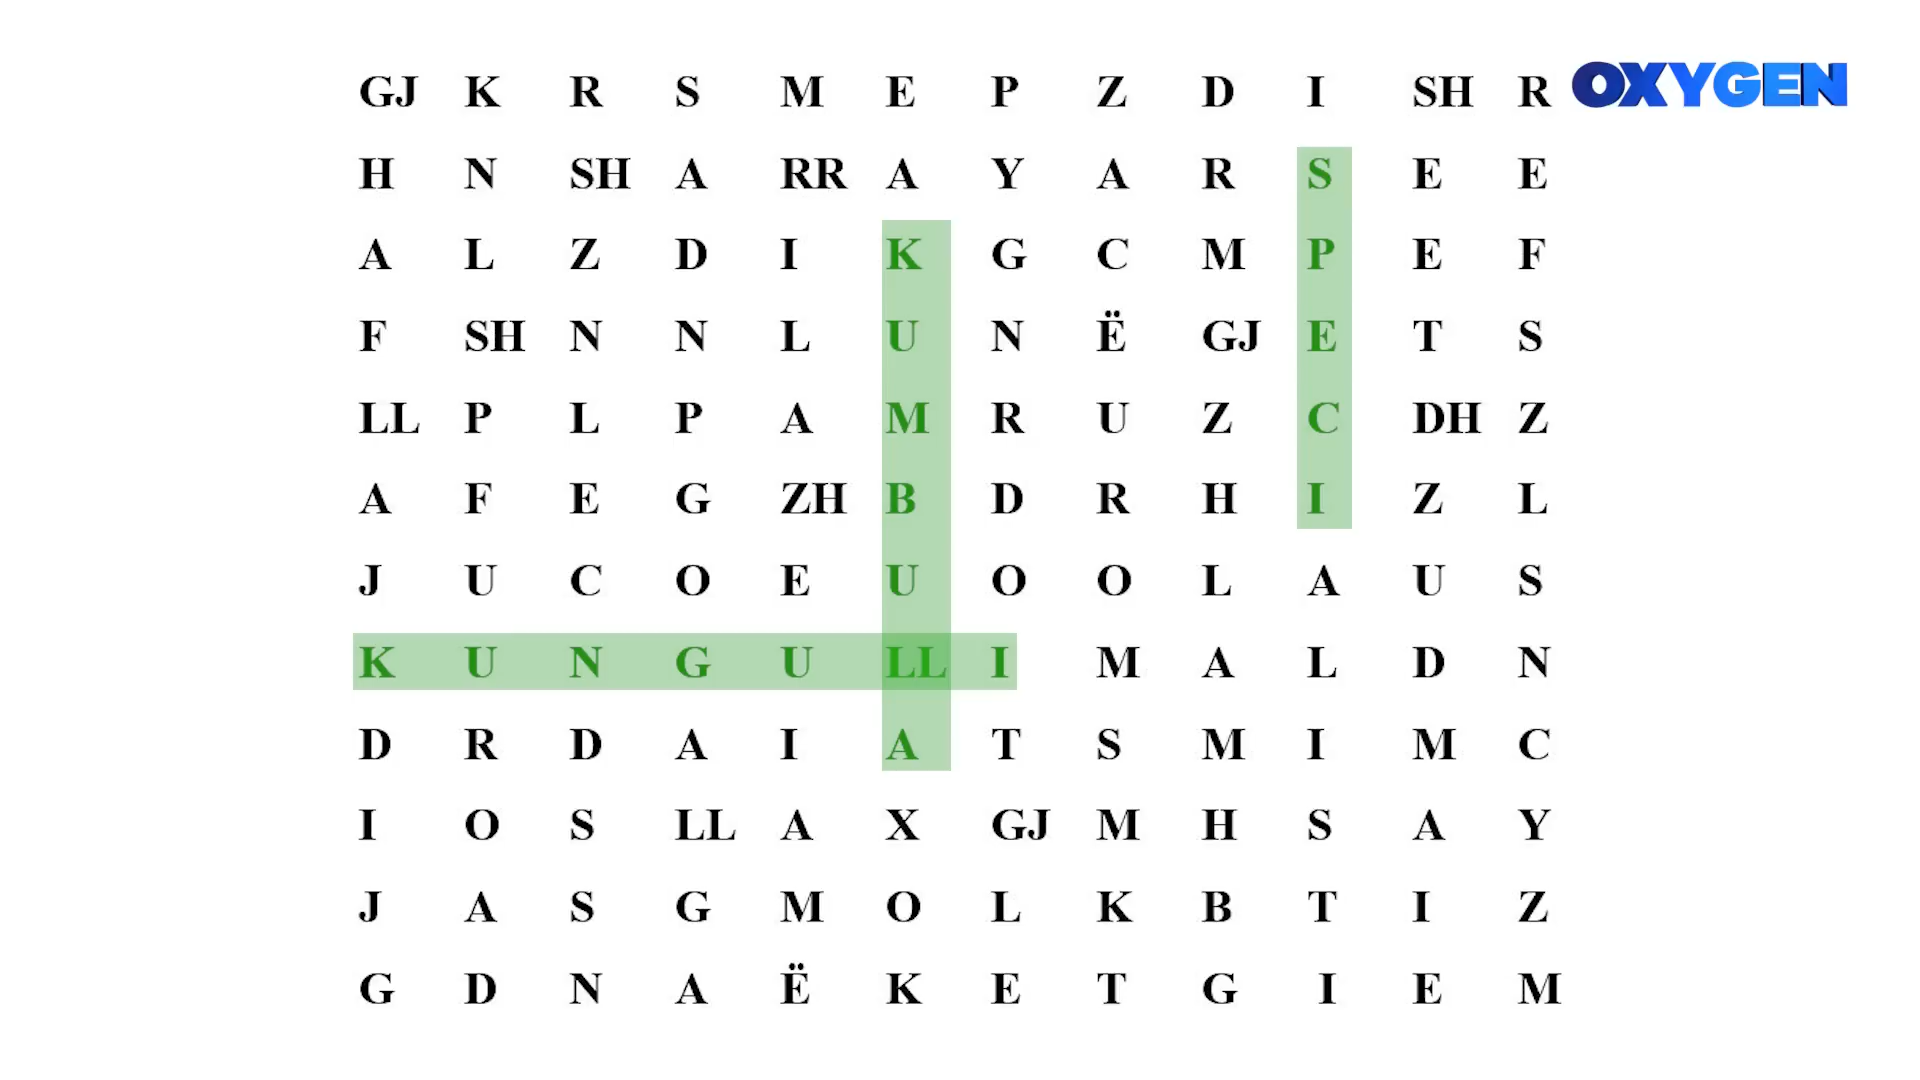 GJ K R S M E P Z D I SH R OXYGEN
H N SH A RR A Y A R S E E
A L Z D I K G C M P E F
F SH N N L U N Ë GJ E T S
LL P L P A M R U Z C DH Z
A F E G ZH B D R H I Z L
J U C O E U O O L A U S
K U N G U LL I M A L D N
D R D A I A T S M I M C
I O S LL A X GJ M H S A Y
J A S G M O L K B T I Z
G D N A Ë K E T G I E M